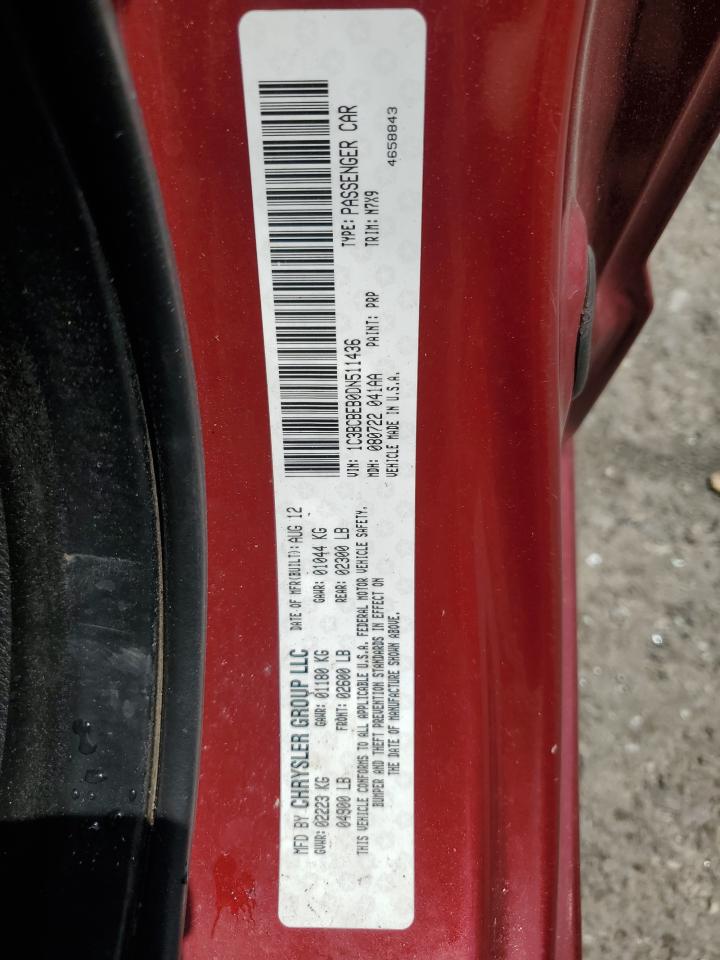 MFD BY CHRYSLER GROUP LLC DATE OF MFR(BUILT): AUG 12
GVWR: 02223 KG GAWR: 01180 KG GAWR: 01044 KG
04900 LB FRONT: 02600 LB REAR: 02300 LB
THIS VEHICLE CONFORMS TO ALL APPLICABLE U.S.A. FEDERAL MOTOR VEHICLE SAFETY,
BUMPER AND THEFT PREVENTION STANDARDS IN EFFECT ON
THE DATE OF MANUFACTURE SHOWN ABOVE.
VIN: 1C3BCBEB0DN511436 TYPE: PASSENGER CAR
MDH: 080722 041AA PAINT: PRP TRIM: N7X9
VEHICLE MADE IN U.S.A. 4658843